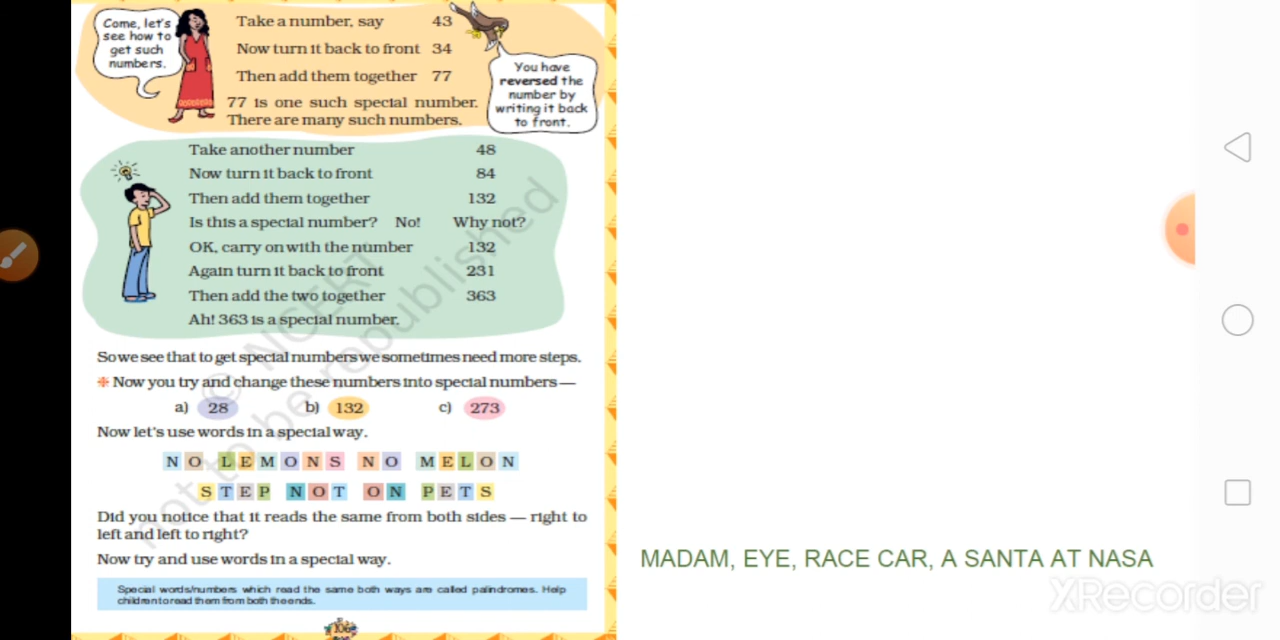 Come, let's
see how to
get such
numbers.
Take a number, say 43
Now turn it back to front 34
Then add them together 77
77 is one such special number.
There are many such numbers.
You have
reversed the
number by
writing it back
to front.
Take another number 48
Now turn it back to front 84
Then add them together 132
Is this a special number? No! Why not?
OK, carry on with the number 132
Again turn it back to front 231
Then add the two together 363
Ah! 363 is a special number.
So we see that to get special numbers we sometimes need more steps.
Now you try and change these numbers into special numbers —
a) 28 b) 132 c) 273
Now let's use words in a special way.
NO LEMONS NO MELON
STEP NOT ON PETS
Did you notice that it reads the same from both sides — right to
left and left to right?
Now try and use words in a special way.
Special words/numbers which read the same both ways are called palindromes. Help
children to read them from both the ends.
106
© NCERT
not to be republished
MADAM, EYE, RACE CAR, A SANTA AT NASA
XRecorder